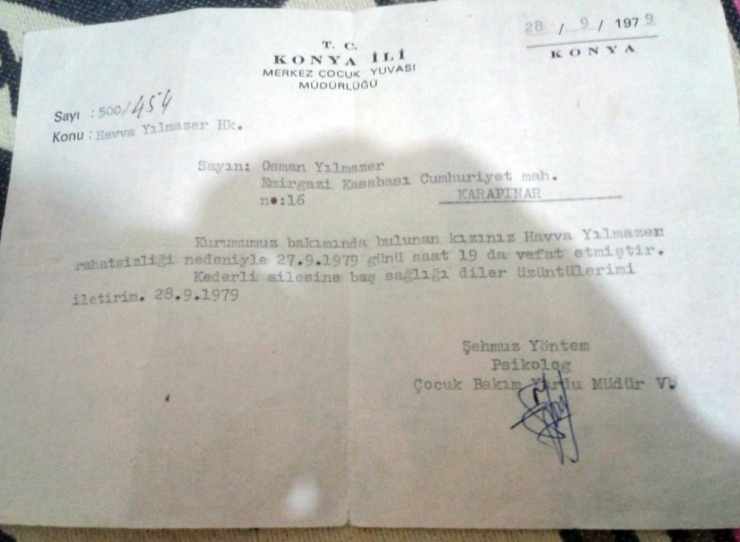 28 / 9 / 1979
KONYA
T. C.
KONYA İLİ
MERKEZ ÇOCUK YUVASI
MÜDÜRLÜĞÜ
Sayı : 500/454
Konu : Havva Yılmazer Hk.
Sayın: Osman Yılmazer
Emirgazi Kasabası Cumhuriyet mah.
no:16 KARAPINAR
Kurumumuz bakımında bulunan kızınız Havva Yılmazer
rahatsizliği nedeniyle 27.9.1979 günü saat 19 da vefat etmiştir.
Kederli ailesine baş sağlığı diler üzüntülerimi
iletirim. 28.9.1979
Şehmuz Yöntem
Psikolog
Çocuk Bakım Yurdu Müdür V.